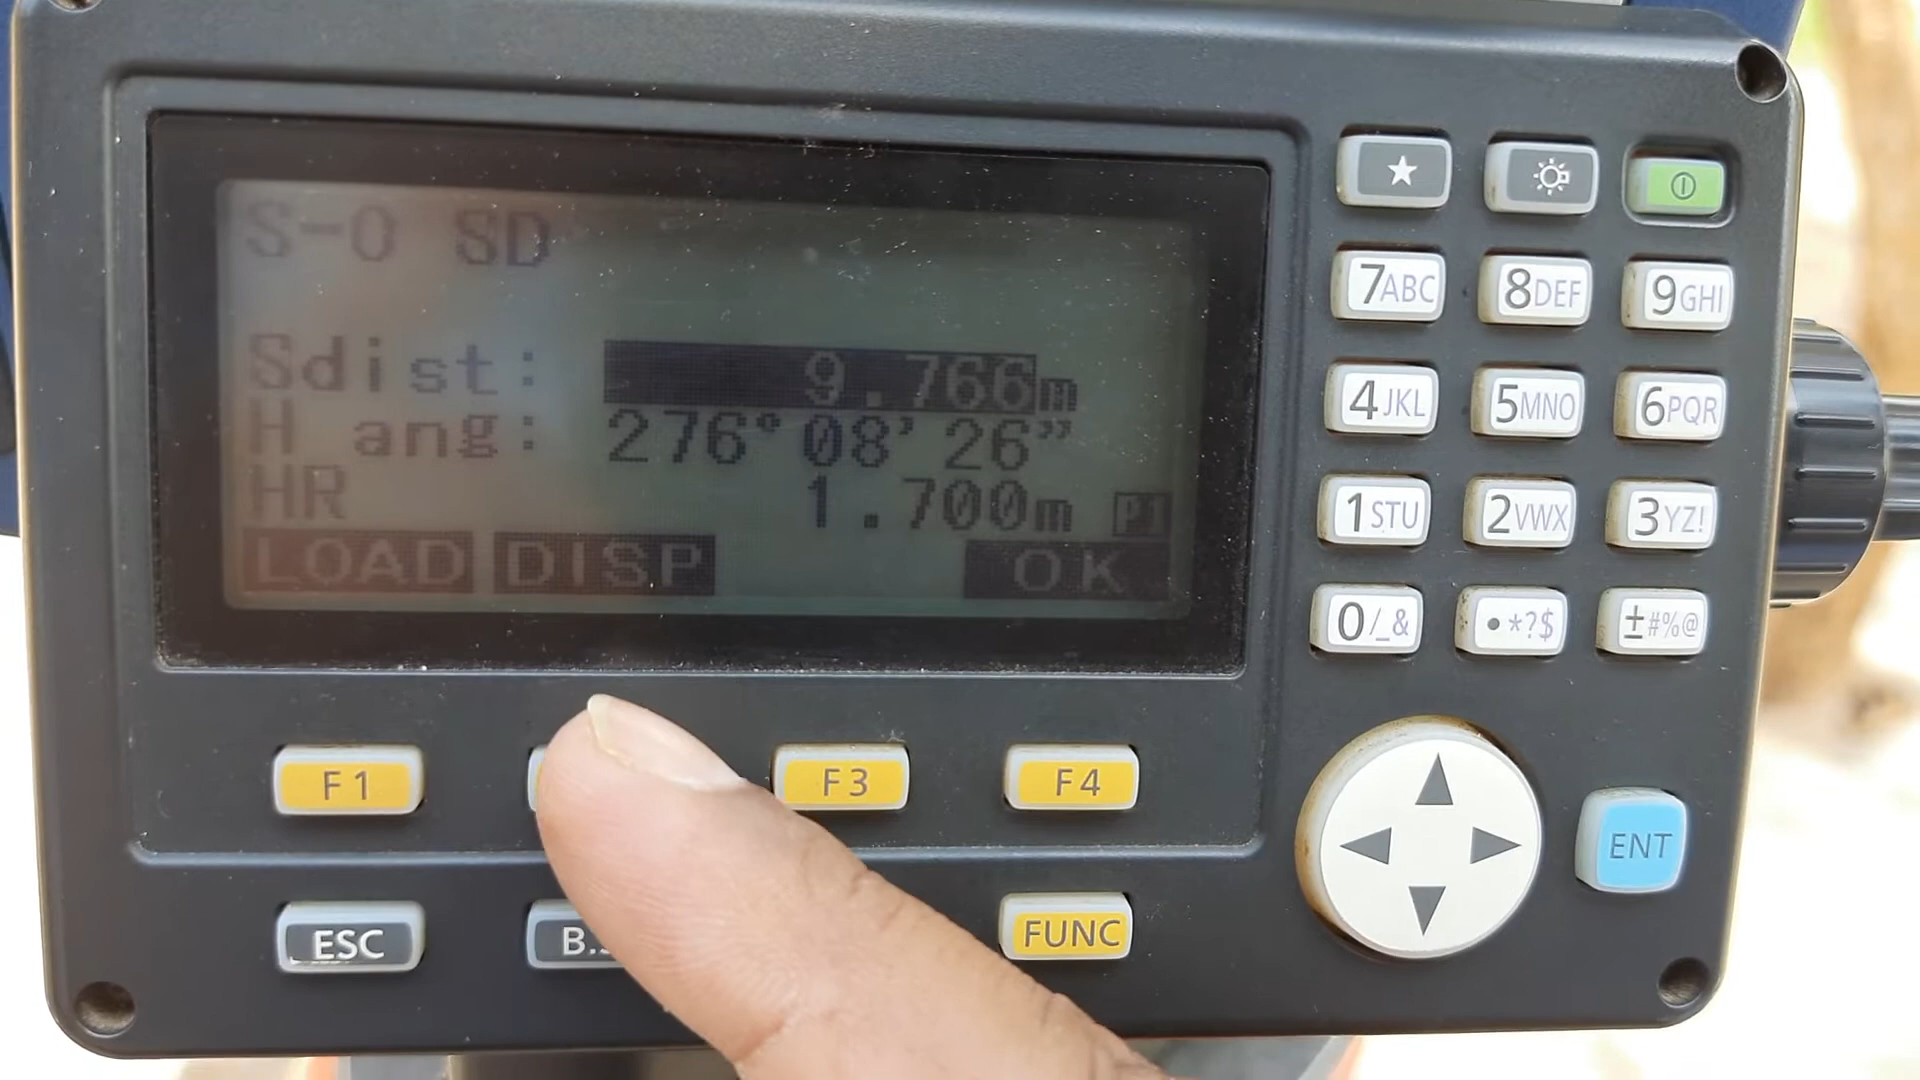 S-O SD
Sdist: 9.766m
H ang: 276°08'26"
HR 1.700m P1
LOAD DISP OK
★
7ABC 8DEF 9GHI
4JKL 5MNO 6PQR
1STU 2VWX 3YZ!
0/_& •*?$ ±#%@
F1 F3 F4
ENT
ESC B.S FUNC